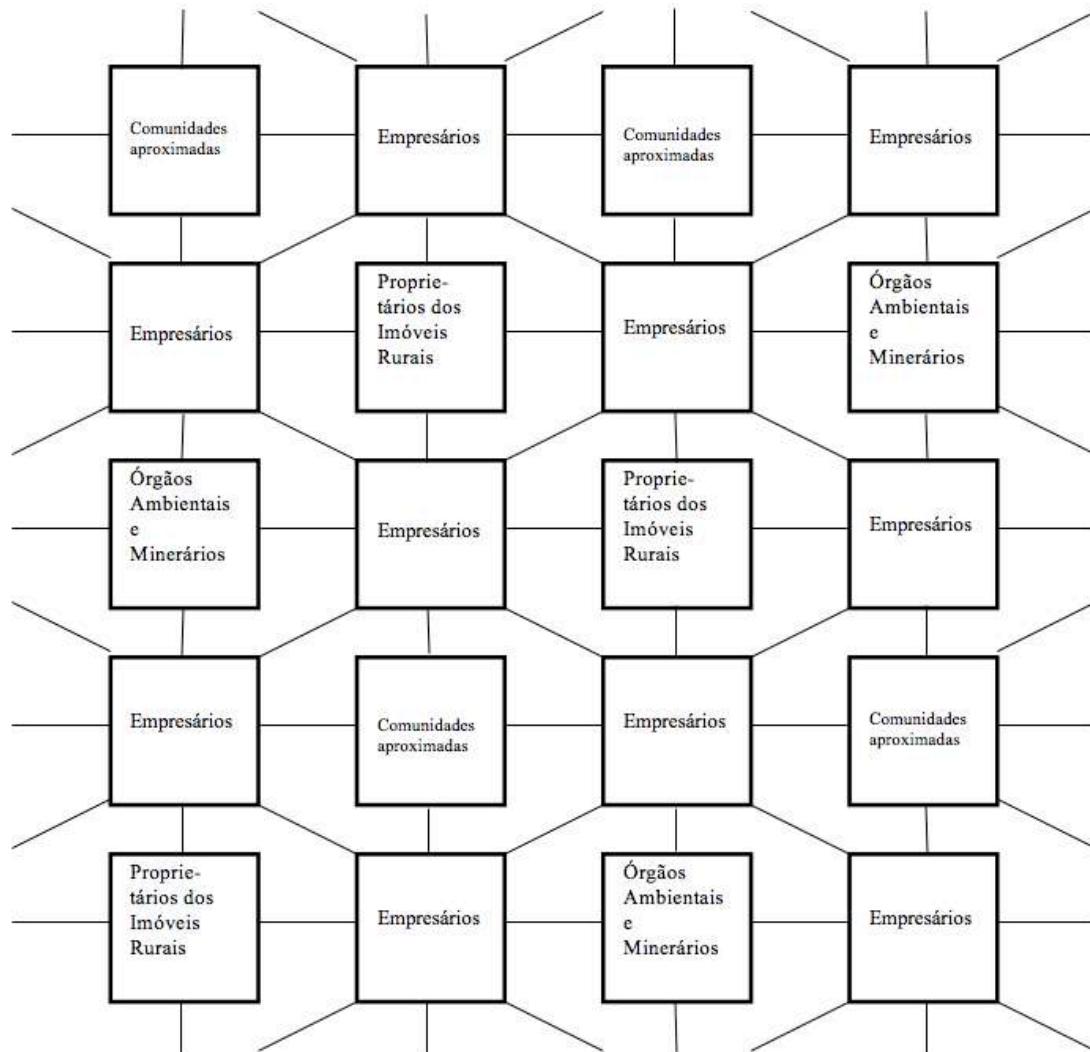 Comunidades
aproximadas
Empresários
Comunidades
aproximadas
Empresários
Empresários
Proprie-
tários dos
Imóveis
Rurais
Empresários
Órgãos
Ambientais
e
Minerários
Órgãos
Ambientais
e
Minerários
Empresários
Proprie-
tários dos
Imóveis
Rurais
Empresários
Empresários
Comunidades
aproximadas
Empresários
Comunidades
aproximadas
Proprie-
tários dos
Imóveis
Rurais
Empresários
Órgãos
Ambientais
e
Minerários
Empresários